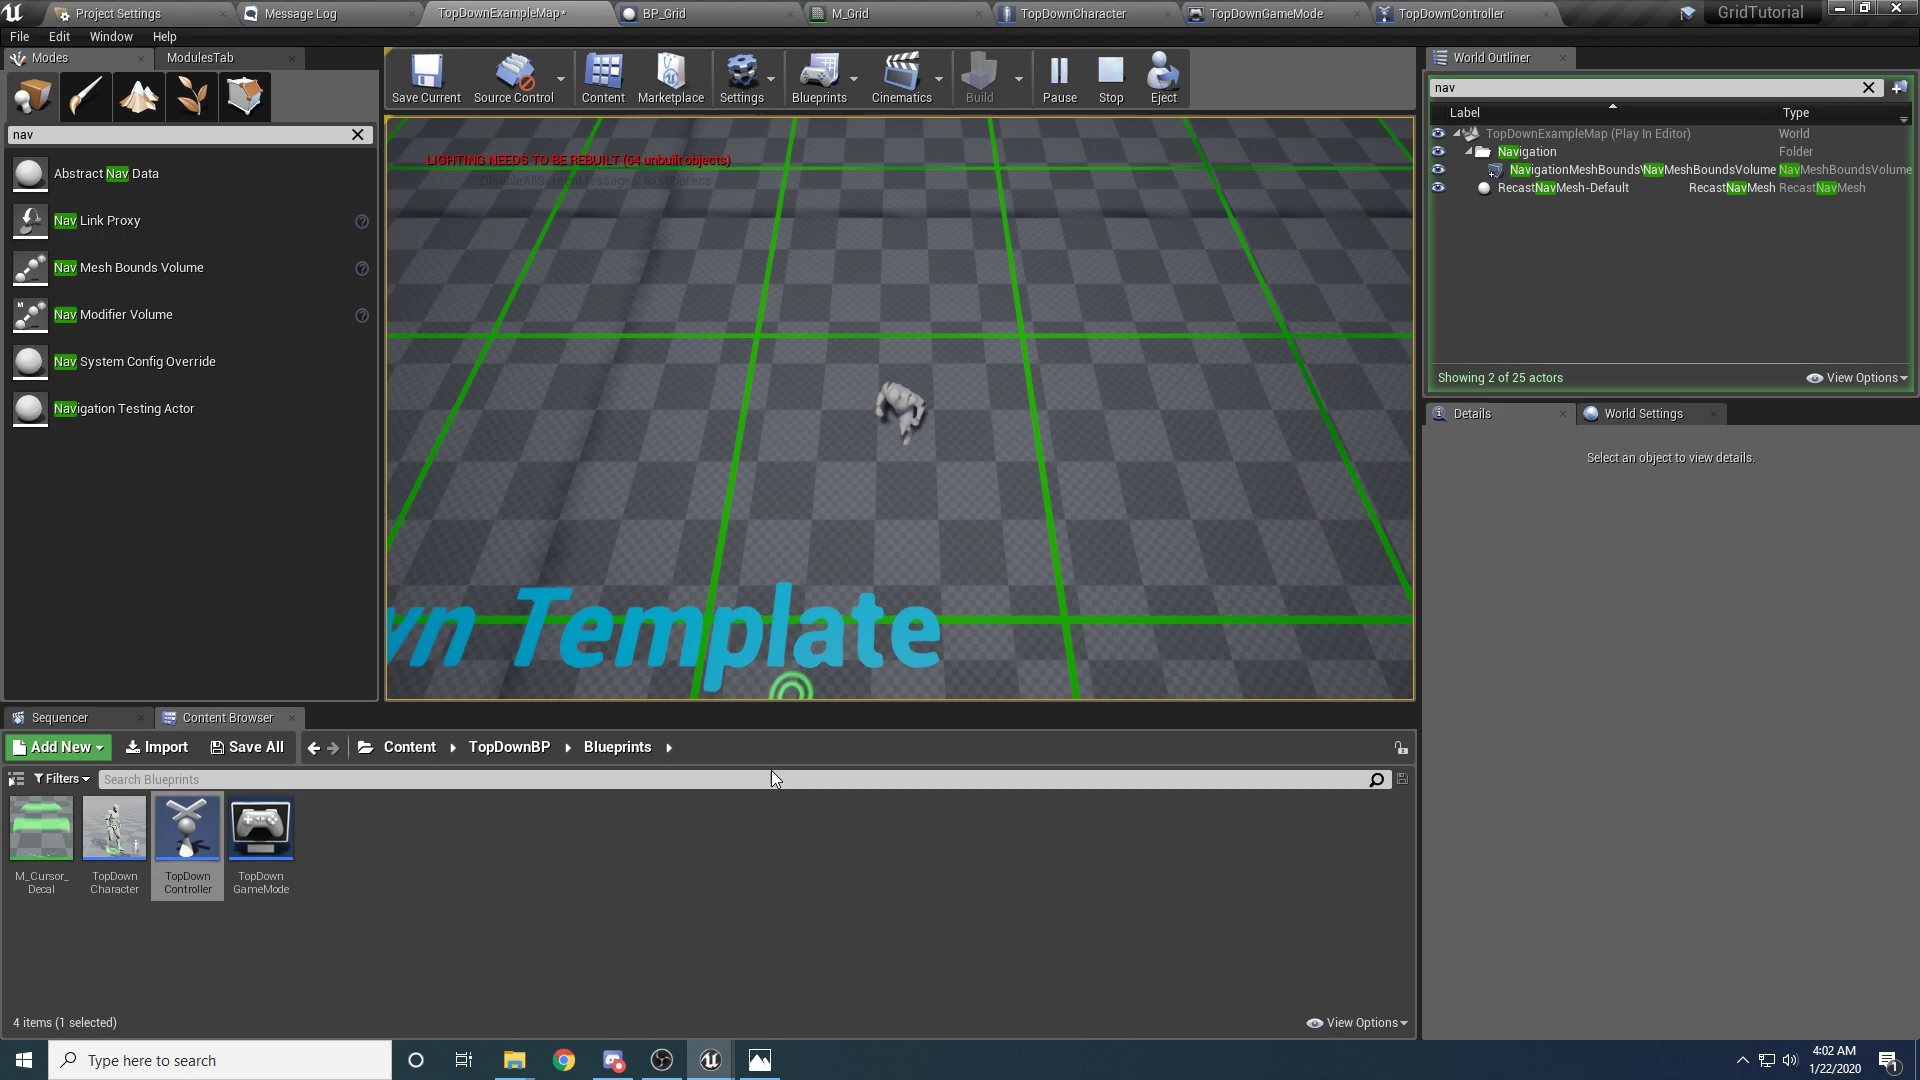 Project Settings
Message Log
TopDownExampleMap*
BP_Grid
M_Grid
TopDownCharacter
TopDownGameMode
TopDownController
GridTutorial
File Edit Window Help
Modes
ModulesTab
Save Current
Source Control
Content
Marketplace
Settings
Blueprints
Cinematics
Build
Pause
Stop
Eject
World Outliner
nav
Label
Type
TopDownExampleMap (Play In Editor) World
Navigation Folder
NavigationMeshBounds\NavMeshBoundsVolume NavMeshBoundsVolume
RecastNavMesh-Default RecastNavMesh RecastNavMesh
Showing 2 of 25 actors
View Options
nav
Abstract Nav Data
Nav Link Proxy
Nav Mesh Bounds Volume
Nav Modifier Volume
Nav System Config Override
Navigation Testing Actor
LIGHTING NEEDS TO BE REBUILT (64 unbuilt objects)
'DisableAllScreenMessages' to suppress
wn Template
Details
World Settings
Select an object to view details.
Sequencer
Content Browser
Add New
Import
Save All
Content
TopDownBP
Blueprints
Filters
Search Blueprints
M_Cursor_
Decal
TopDown
Character
TopDown
Controller
TopDown
GameMode
4 items (1 selected)
View Options
Type here to search
4:02 AM
1/22/2020
1